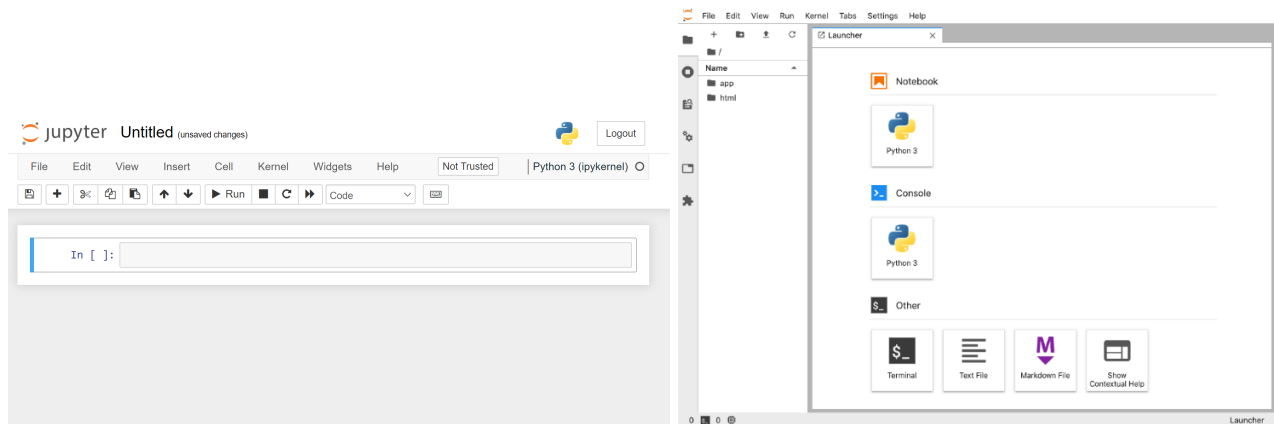 jupyter Untitled (unsaved changes) Logout
File Edit View Insert Cell Kernel Widgets Help Not Trusted Python 3 (ipykernel)
Run Code
In [ ]:
File Edit View Run Kernel Tabs Settings Help
Launcher
/
Name
app
html
Notebook
Python 3
Console
Python 3
$_ Other
$_
M
Terminal Text File Markdown File Show
Contextual Help
0 0 Launcher